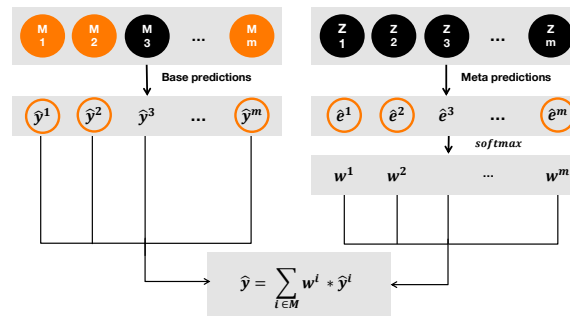 M 1 M 2 M 3 ... M m
Z 1 Z 2 Z 3 ... Z m
Base predictions
Meta predictions
ŷ¹ ŷ² ŷ³ ... ŷᵐ
ê¹ ê² ê³ ... êᵐ
softmax
w¹ w² ... wᵐ
ŷ = ∑ i∈M wⁱ * ŷⁱ